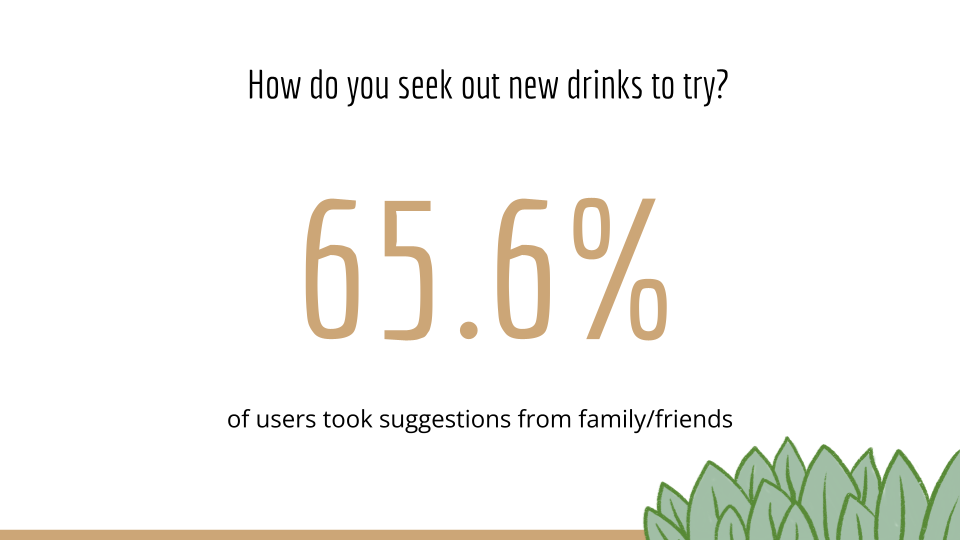 How do you seek out new drinks to try?
65.6%
of users took suggestions from family/friends